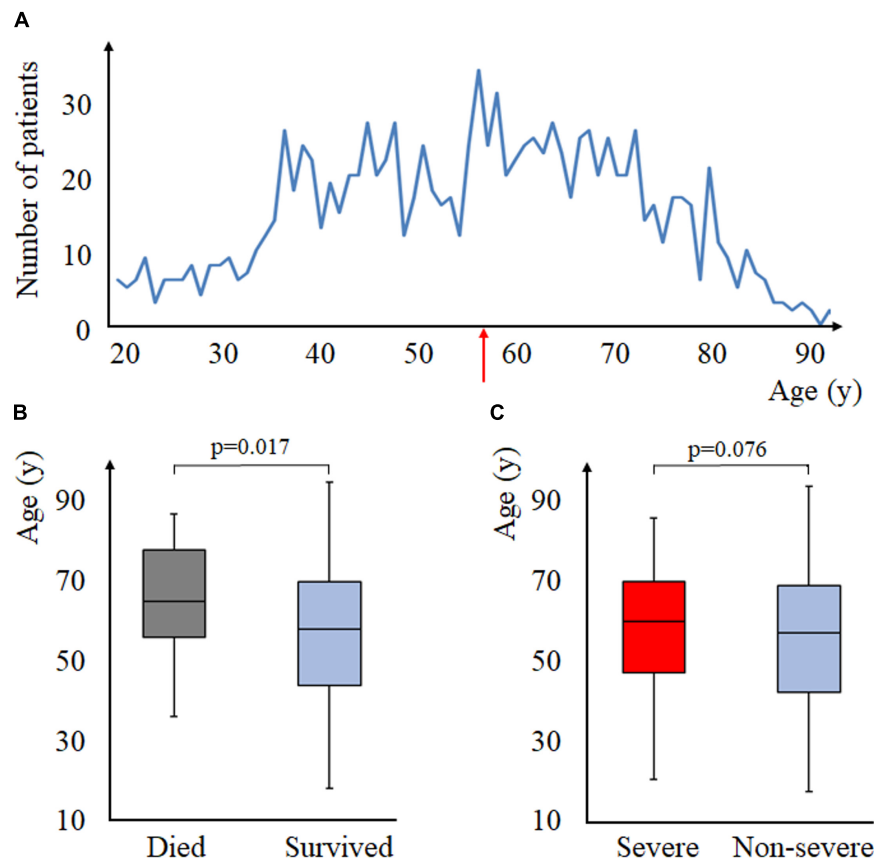 A
Number of patients
30
20
10
0
20 30 40 50 60 70 80 90
Age (y)
B
p=0.017
Age (y)
90
70
50
30
10
Died Survived
C
p=0.076
Age (y)
90
70
50
30
10
Severe Non-severe